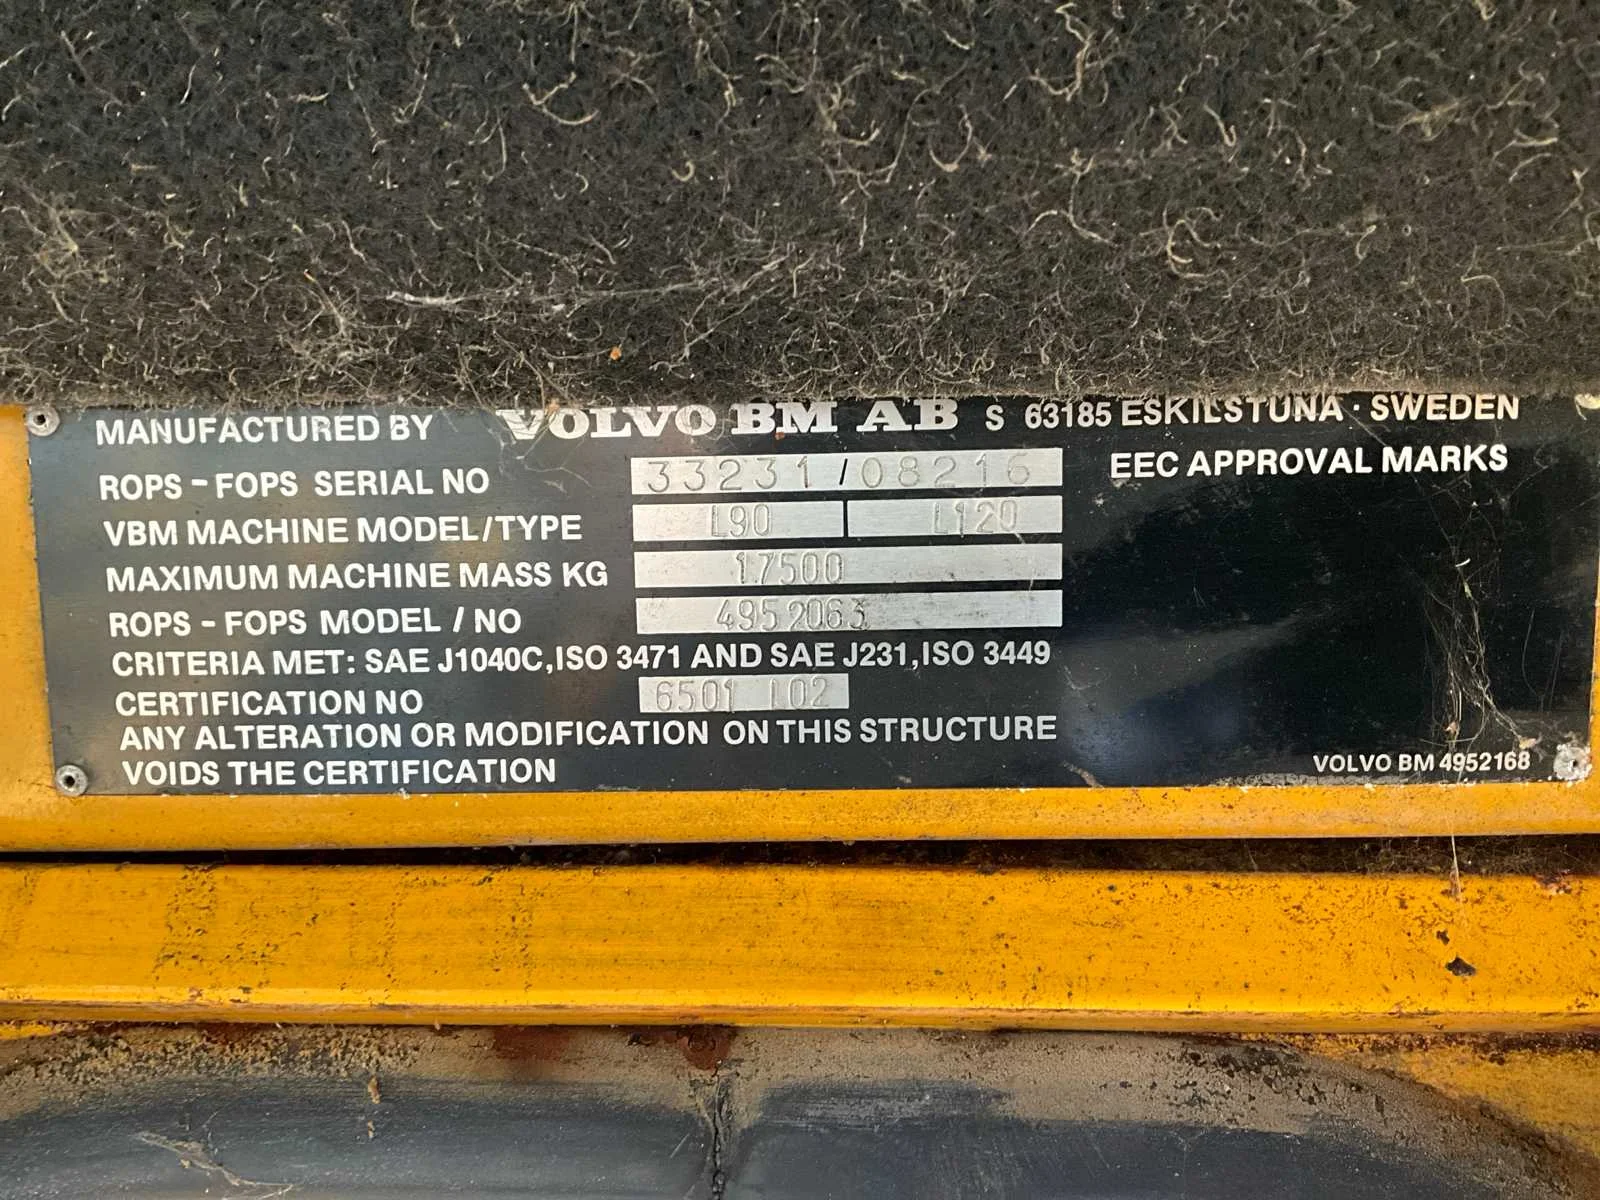 MANUFACTURED BY VOLVO BM AB S 63185 ESKILSTUNA · SWEDEN
ROPS - FOPS SERIAL NO 33231/08216 EEC APPROVAL MARKS
VBM MACHINE MODEL/TYPE L90 L120
MAXIMUM MACHINE MASS KG 17500
ROPS - FOPS MODEL / NO 4952063
CRITERIA MET: SAE J1040C, ISO 3471 AND SAE J231, ISO 3449
CERTIFICATION NO 6501 102
ANY ALTERATION OR MODIFICATION ON THIS STRUCTURE
VOIDS THE CERTIFICATION
VOLVO BM 4952168